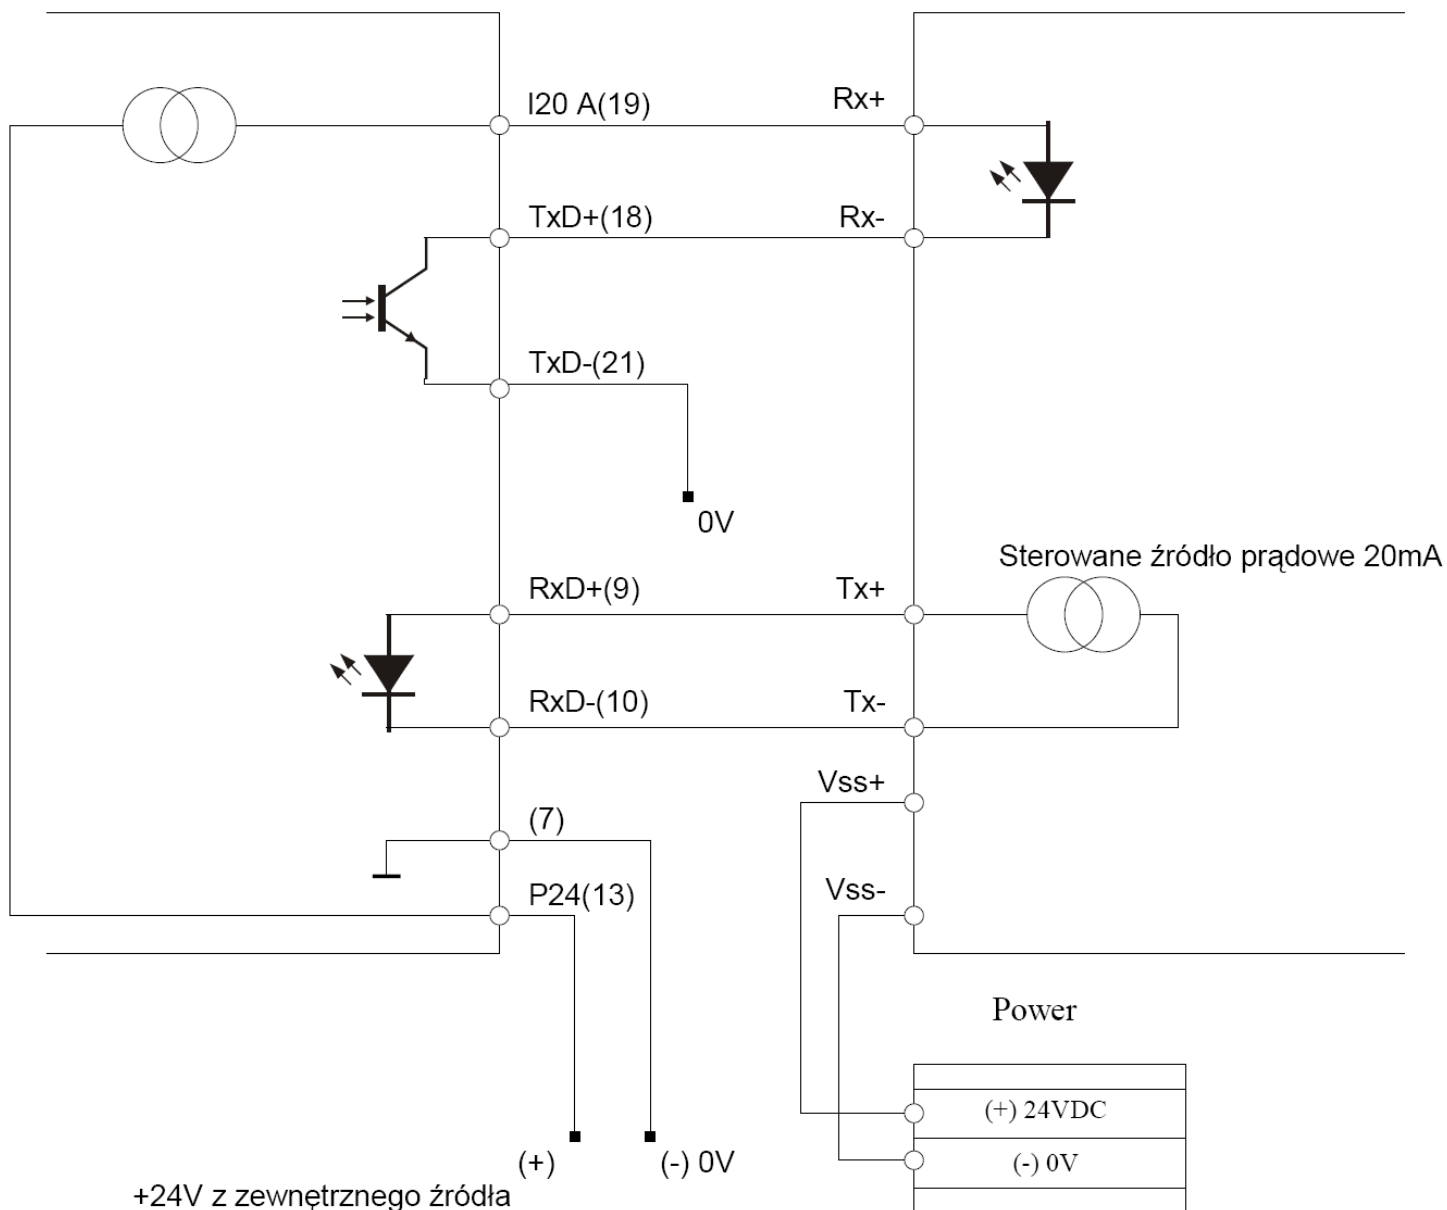 I20 A(19)
Rx+
TxD+(18)
Rx-
TxD-(21)
0V
Sterowane źródło prądowe 20mA
RxD+(9)
Tx+
RxD-(10)
Tx-
Vss+
(7)
Vss-
P24(13)
Power
(+) 24VDC
(+)
(-) 0V
(-) 0V
+24V z zewnętrznego źródła